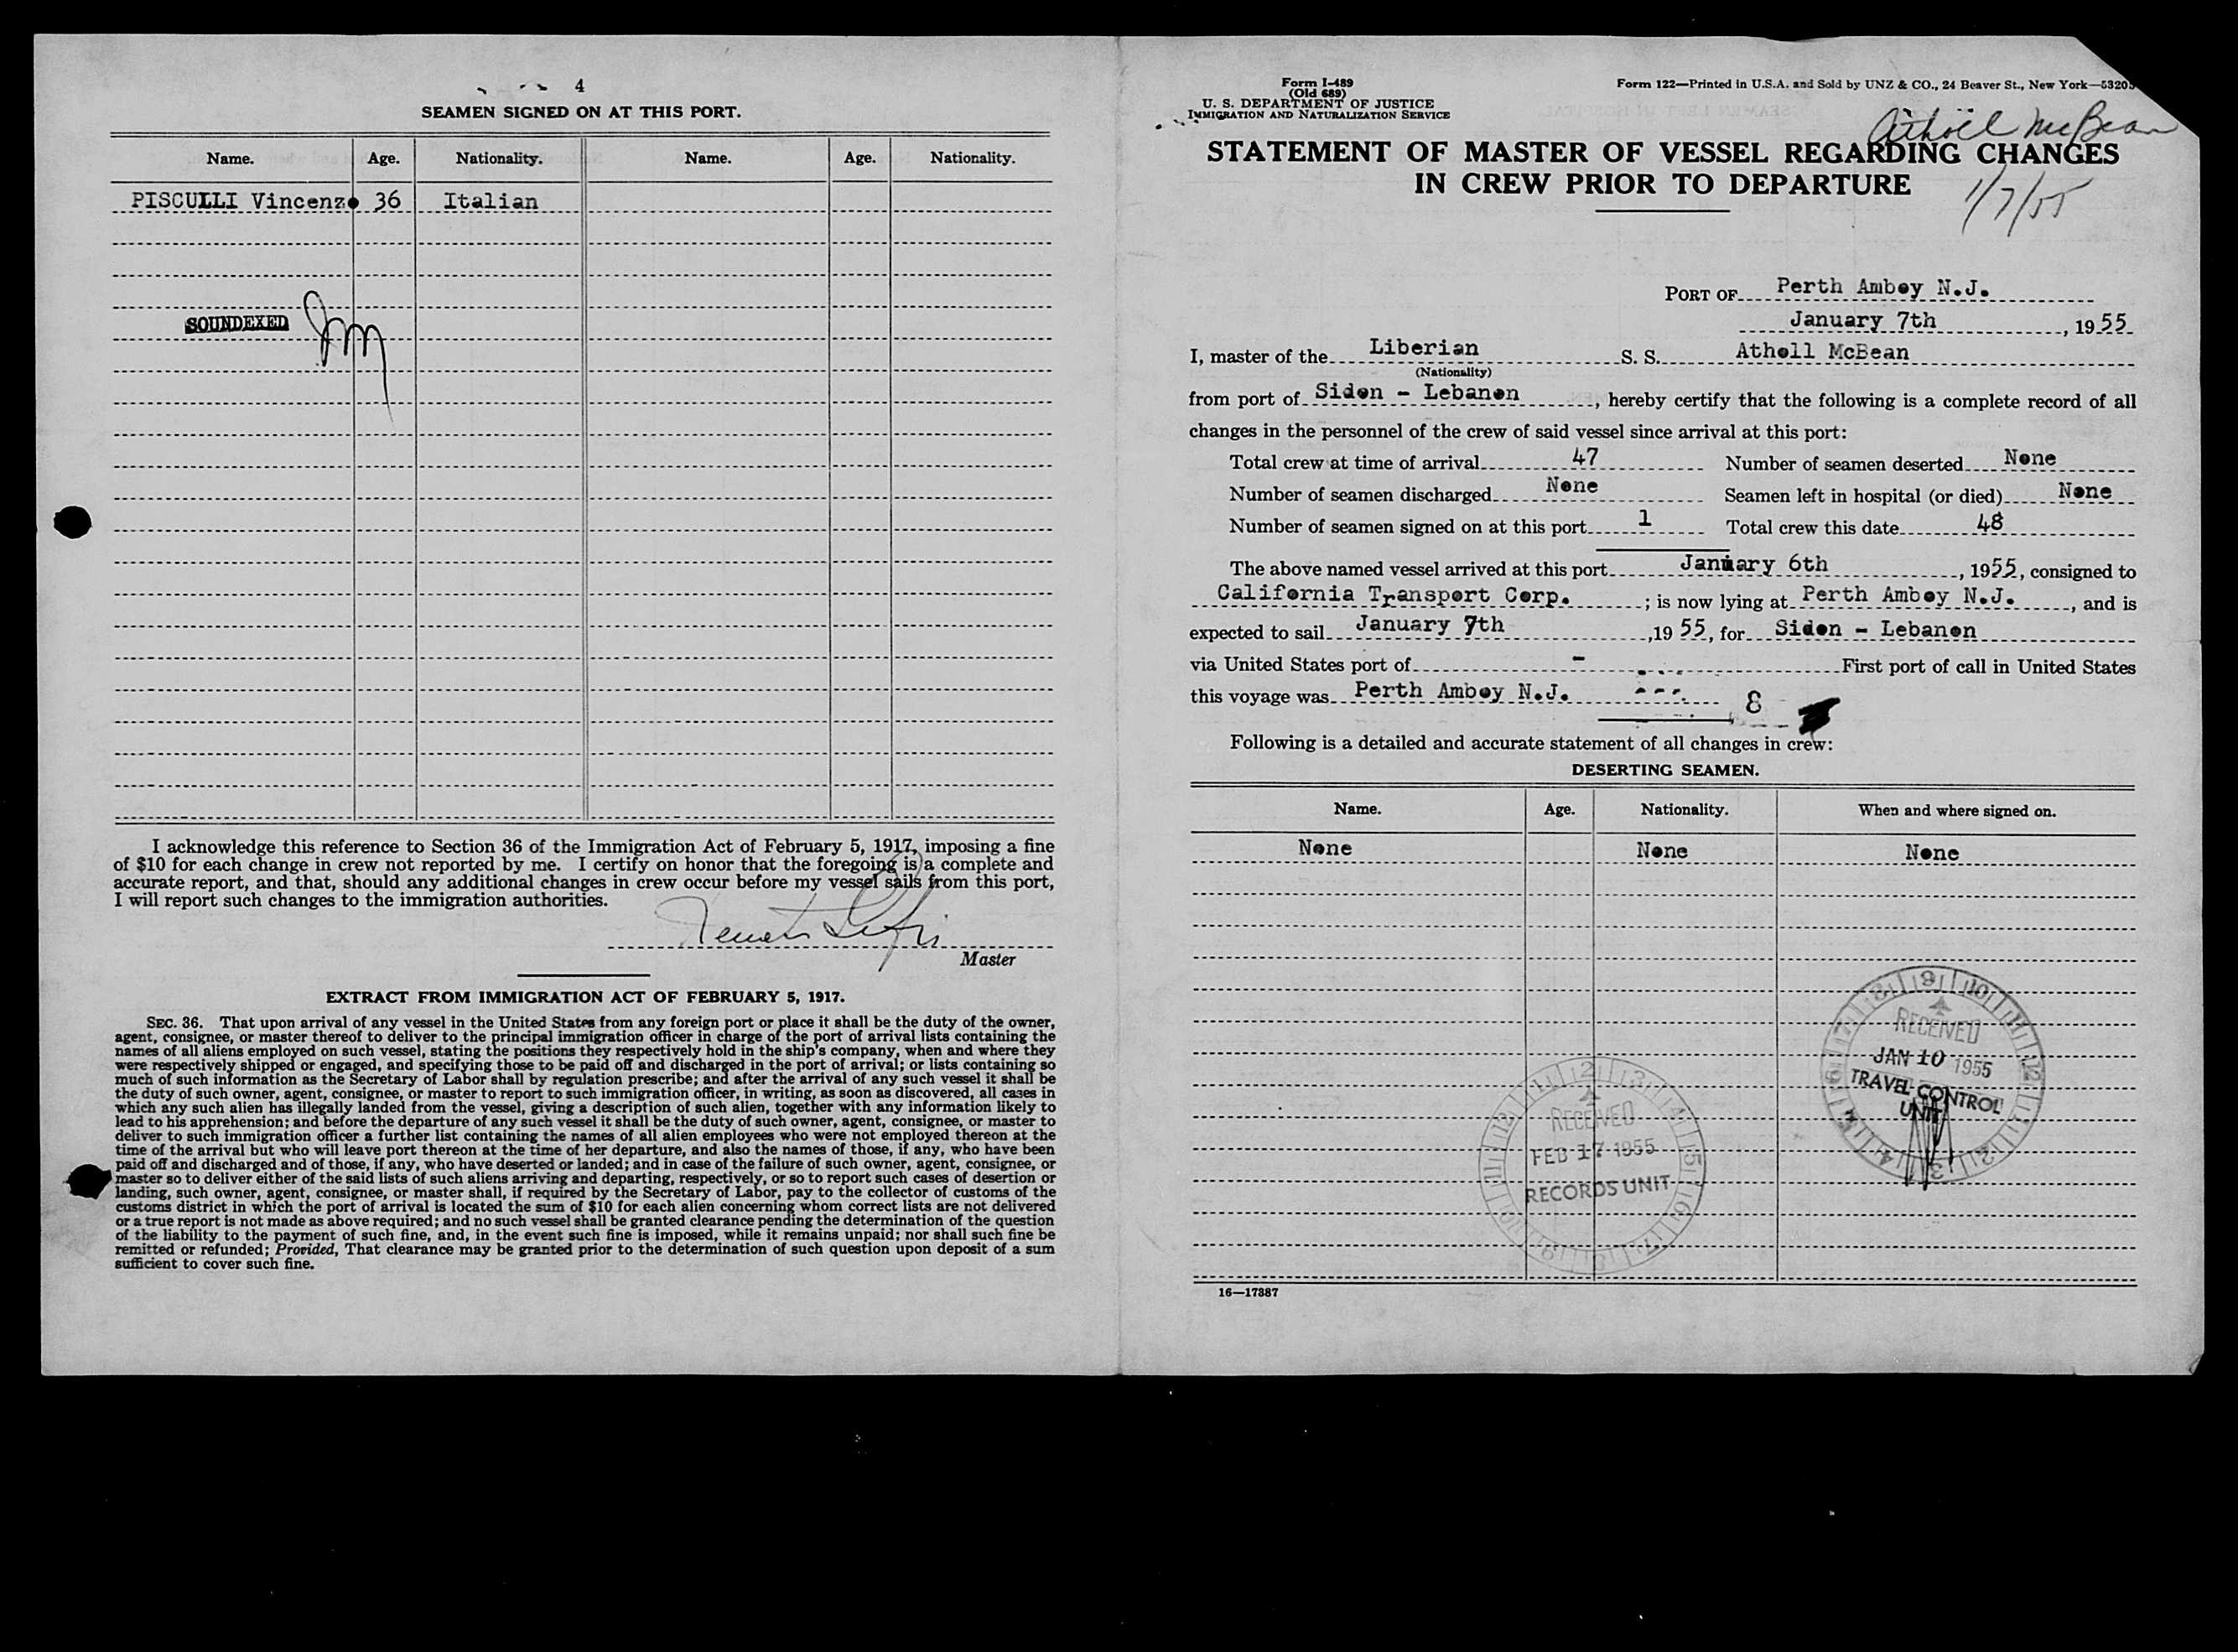 4
SEAMEN SIGNED ON AT THIS PORT.
Name. Age. Nationality. Name. Age. Nationality.
PISCULLI Vincenzo 36 Italian
SOUNDEXED
I acknowledge this reference to Section 36 of the Immigration Act of February 5, 1917, imposing a fine
of $10 for each change in crew not reported by me. I certify on honor that the foregoing is a complete and
accurate report, and that, should any additional changes in crew occur before my vessel sails from this port,
I will report such changes to the immigration authorities.
Master
EXTRACT FROM IMMIGRATION ACT OF FEBRUARY 5, 1917.
SEC. 36. That upon arrival of any vessel in the United States from any foreign port or place it shall be the duty of the owner,
agent, consignee, or master thereof to deliver to the principal immigration officer in charge of the port of arrival lists containing the
names of all aliens employed on such vessel, stating the positions they respectively hold in the ship's company, when and where they
were respectively shipped or engaged, and specifying those to be paid off and discharged in the port of arrival; or lists containing so
much of such information as the Secretary of Labor shall by regulation prescribe; and after the arrival of any such vessel it shall be
the duty of such owner, agent, consignee, or master to report to such immigration officer, in writing, as soon as discovered, all cases in
which any such alien has illegally landed from the vessel, giving a description of such alien, together with any information likely to
lead to his apprehension; and before the departure of any such vessel it shall be the duty of such owner, agent, consignee, or master to
deliver to such immigration officer a further list containing the names of all alien employees who were not employed thereon at the
time of the arrival but who will leave port thereon at the time of her departure, and also the names of those, if any, who have been
paid off and discharged and of those, if any, who have deserted or landed; and in case of the failure of such owner, agent, consignee, or
master so to deliver either of the said lists of such aliens arriving and departing, respectively, or so to report such cases of desertion or
landing, such owner, agent, consignee, or master shall, if required by the Secretary of Labor, pay to the collector of customs of the
customs district in which the port of arrival is located the sum of $10 for each alien concerning whom correct lists are not delivered
or a true report is not made as above required; and no such vessel shall be granted clearance pending the determination of the question
of the liability to the payment of such fine, and, in the event such fine is imposed, while it remains unpaid; nor shall such fine be
remitted or refunded; Provided, That clearance may be granted prior to the determination of such question upon deposit of a sum
sufficient to cover such fine.
Form I-489
(Old 689)
U. S. DEPARTMENT OF JUSTICE
IMMIGRATION AND NATURALIZATION SERVICE
Form 122—Printed in U.S.A. and Sold by UNZ & CO., 24 Beaver St., New York—5320
Atholl McBean
STATEMENT OF MASTER OF VESSEL REGARDING CHANGES
IN CREW PRIOR TO DEPARTURE
1/7/55
PORT OF Perth Amboy N.J.
January 7th, 1955
I, master of the Liberian S. S. Atholl McBean
(Nationality)
from port of Sidon - Lebanon, hereby certify that the following is a complete record of all
changes in the personnel of the crew of said vessel since arrival at this port:
Total crew at time of arrival 47 Number of seamen deserted None
Number of seamen discharged None Seamen left in hospital (or died) None
Number of seamen signed on at this port 1 Total crew this date 48
The above named vessel arrived at this port January 6th, 1955, consigned to
California Transport Corp. ; is now lying at Perth Amboy N.J., and is
expected to sail January 7th, 1955, for Sidon - Lebanon
via United States port of - First port of call in United States
this voyage was Perth Amboy N.J.
8
Following is a detailed and accurate statement of all changes in crew:
DESERTING SEAMEN.
Name. Age. Nationality. When and where signed on.
None None None
RECEIVED
JAN 10 1955
TRAVEL CONTROL
UNIT
RECEIVED
FEB 17 1955
RECORDS UNIT
16—17387